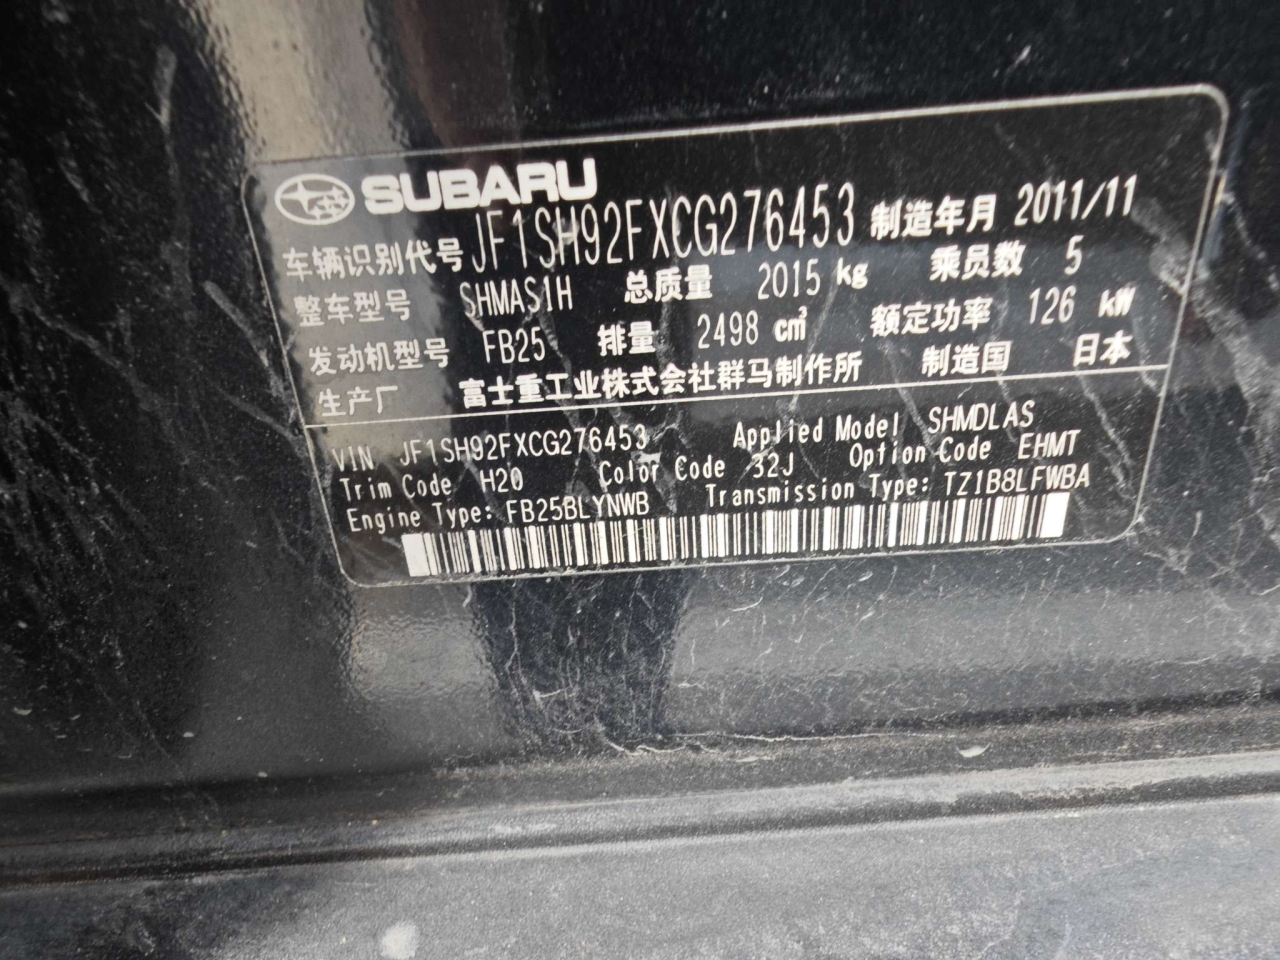 SUBARU
车辆识别代号 JF1SH92FXCG276453 制造年月 2011/11
整车型号 SHMAS1H 总质量 2015 kg 乘员数 5
发动机型号 FB25 排量 2498 cm³ 额定功率 126 kW
生产厂 富士重工业株式会社群马制作所 制造国 日本
VIN JF1SH92FXCG276453 Applied Model SHMDLAS
Trim Code H20 Color Code 32J Option Code EHMT
Engine Type: FB25BLYNWB Transmission Type: TZ1B8LFWBA